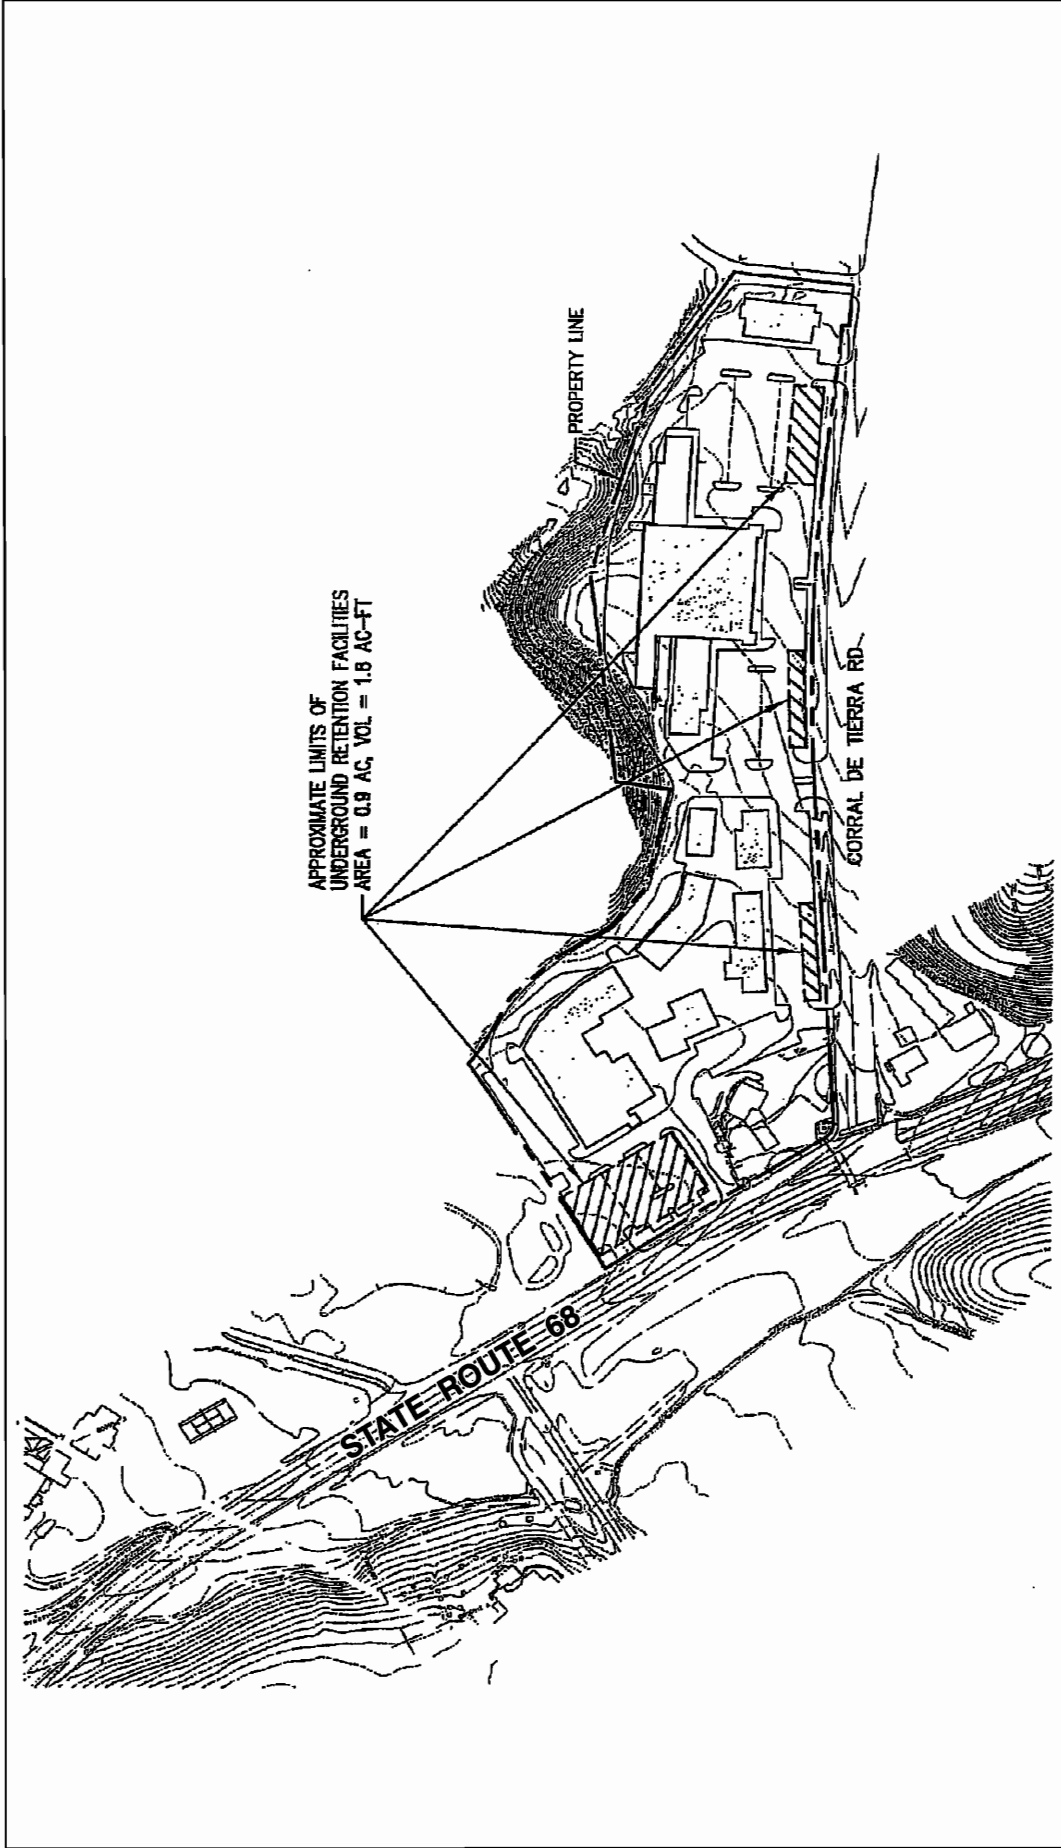 APPROXIMATE LIMITS OF
UNDERGROUND RETENTION FACILITIES
AREA = 0.9 AC, VOL = 1.8 AC-FT
PROPERTY LINE
CORRAL DE TIERRA RD
STATE ROUTE 68